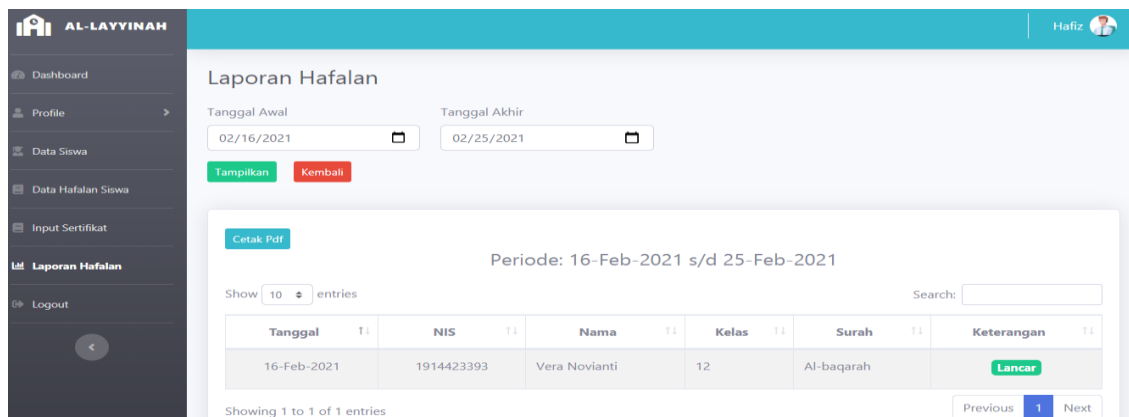 AL-LAYYINAH
Hafiz
Dashboard
Profile
Data Siswa
Data Hafalan Siswa
Input Sertifikat
Laporan Hafalan
Logout
Laporan Hafalan
Tanggal Awal Tanggal Akhir
02/16/2021 02/25/2021
Tampilkan Kembali
Cetak Pdf
Periode: 16-Feb-2021 s/d 25-Feb-2021
Show 10 entries Search:
Tanggal NIS Nama Kelas Surah Keterangan
16-Feb-2021 1914423393 Vera Novianti 12 Al-baqarah Lancar
Showing 1 to 1 of 1 entries Previous 1 Next